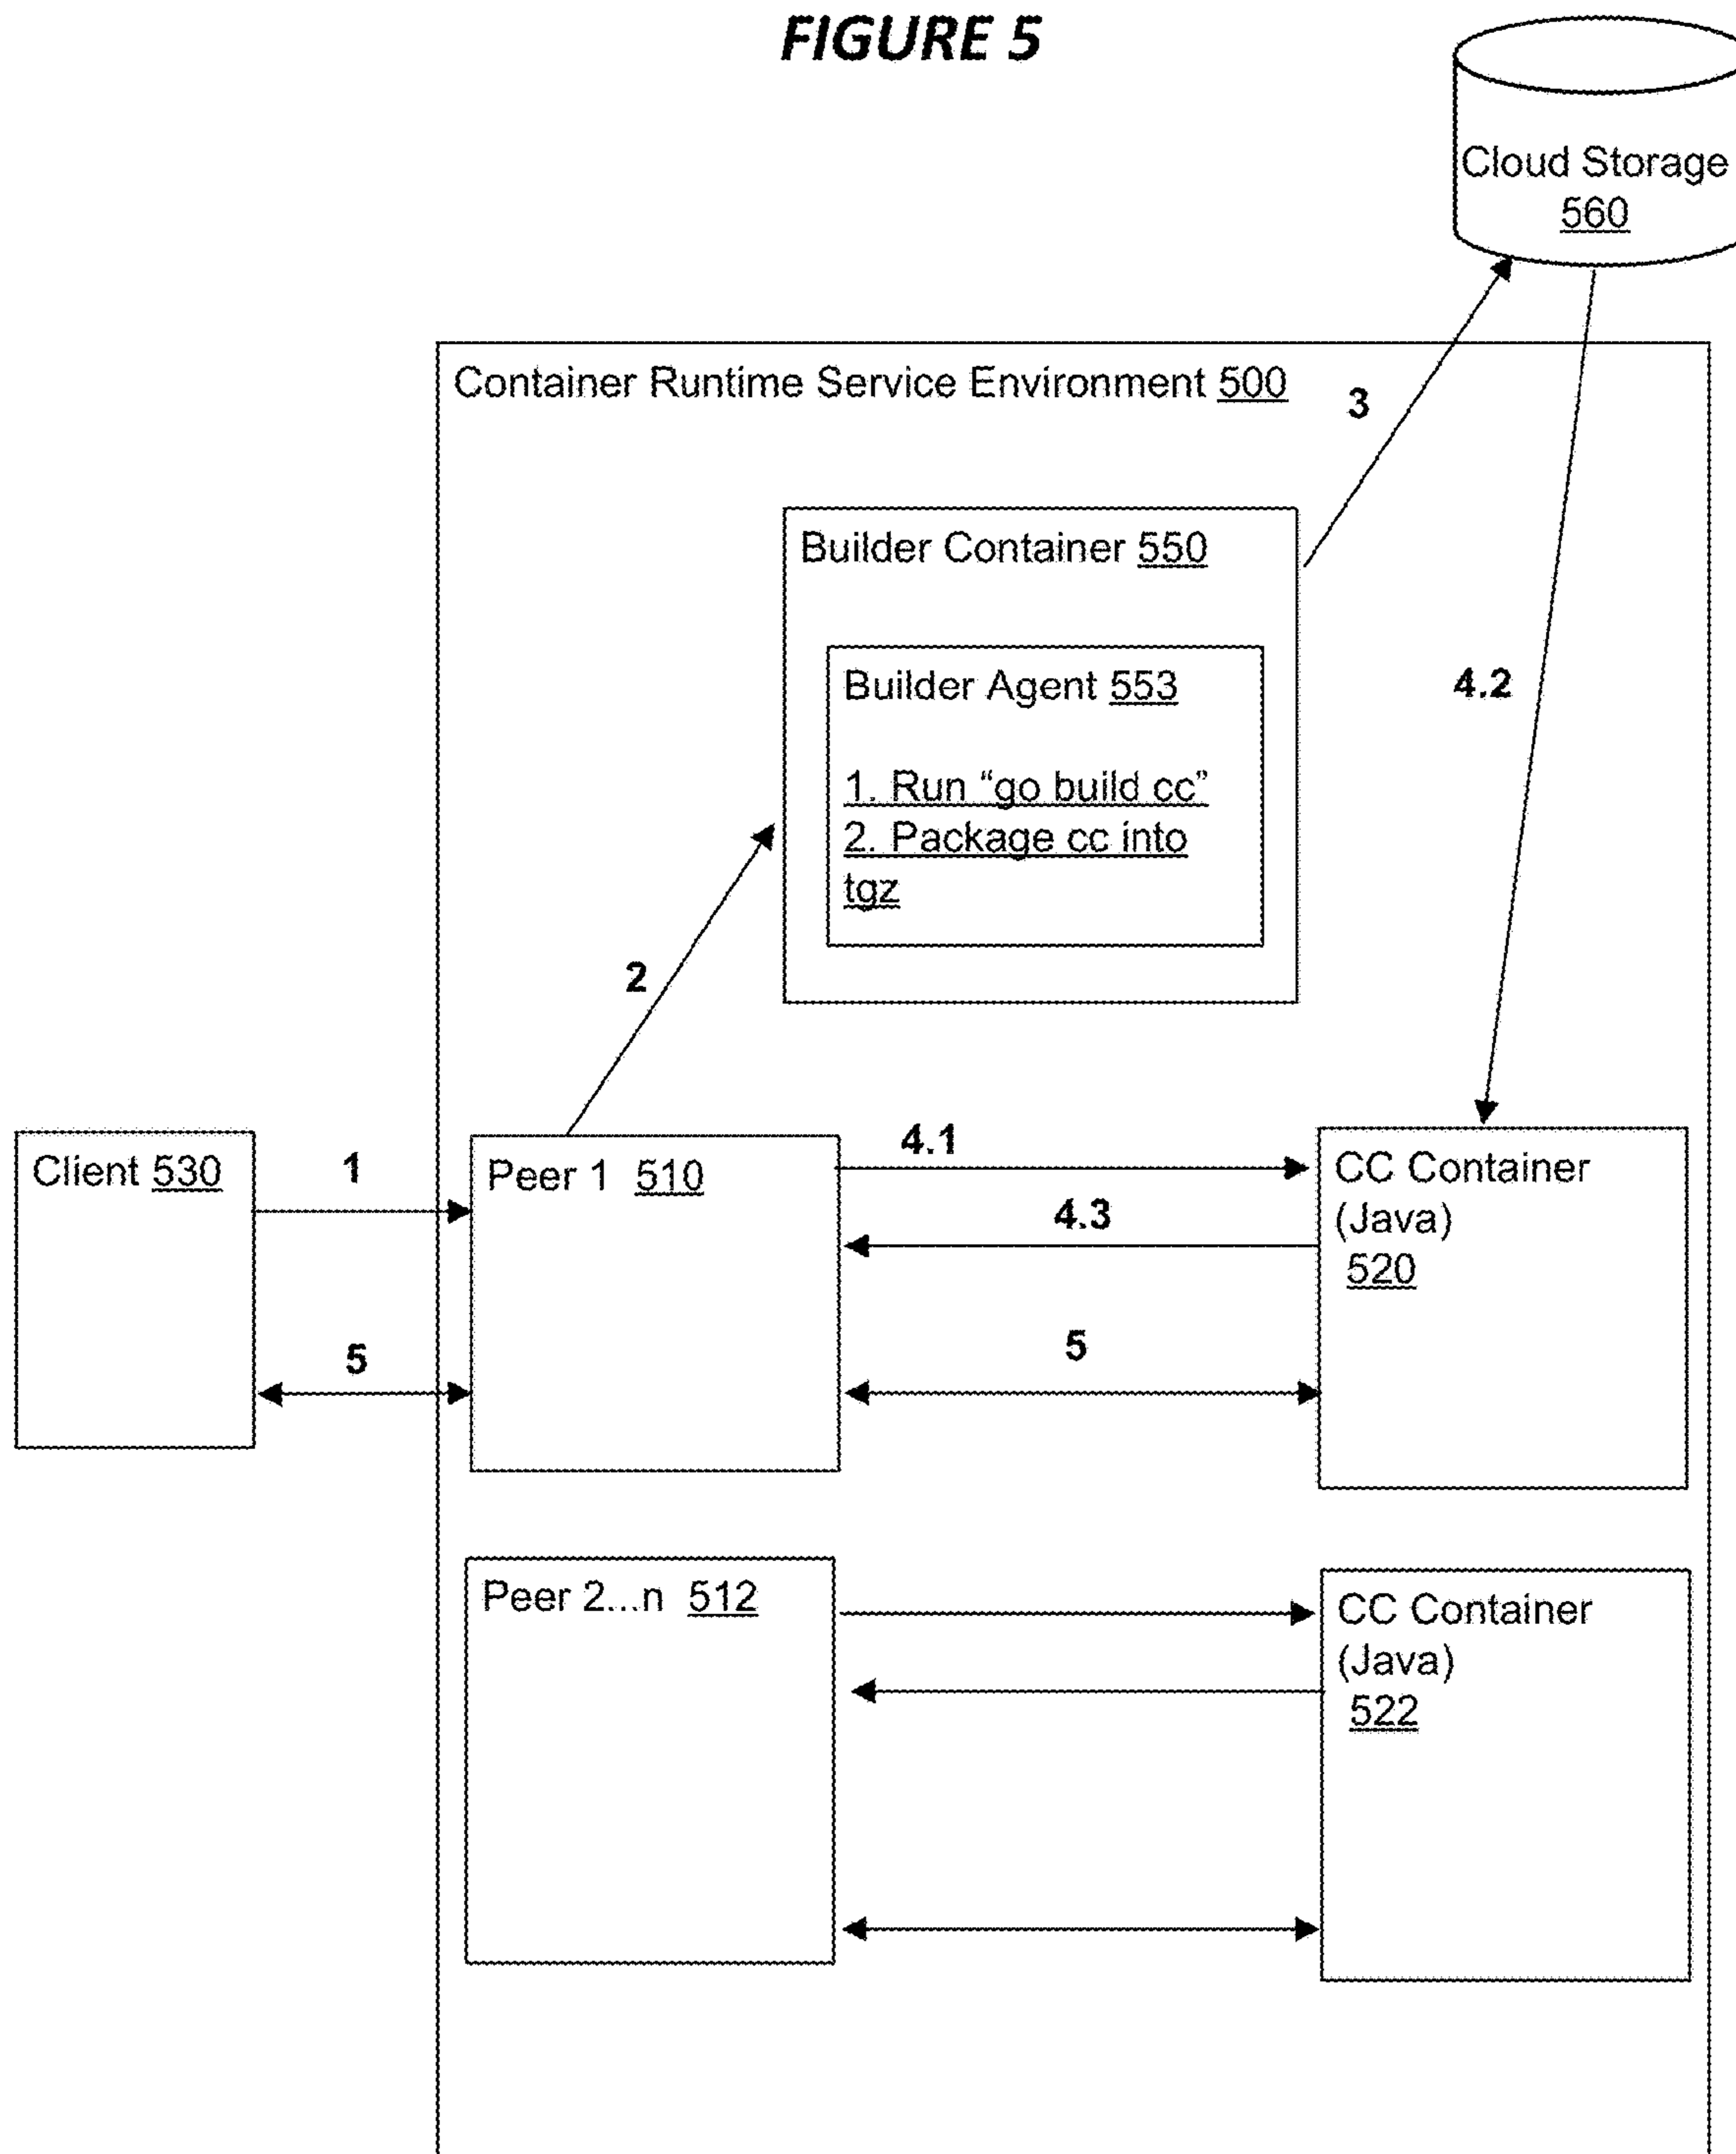 FIGURE 5
Cloud Storage
560
Container Runtime Service Environment 500
3
Builder Container 550
Builder Agent 553
4.2
1. Run “go build cc”
2. Package cc into
tgz
2
Client 530
1
Peer 1 510
4.1
CC Container
(Java)
520
4.3
5
5
Peer 2...n 512
CC Container
(Java)
522